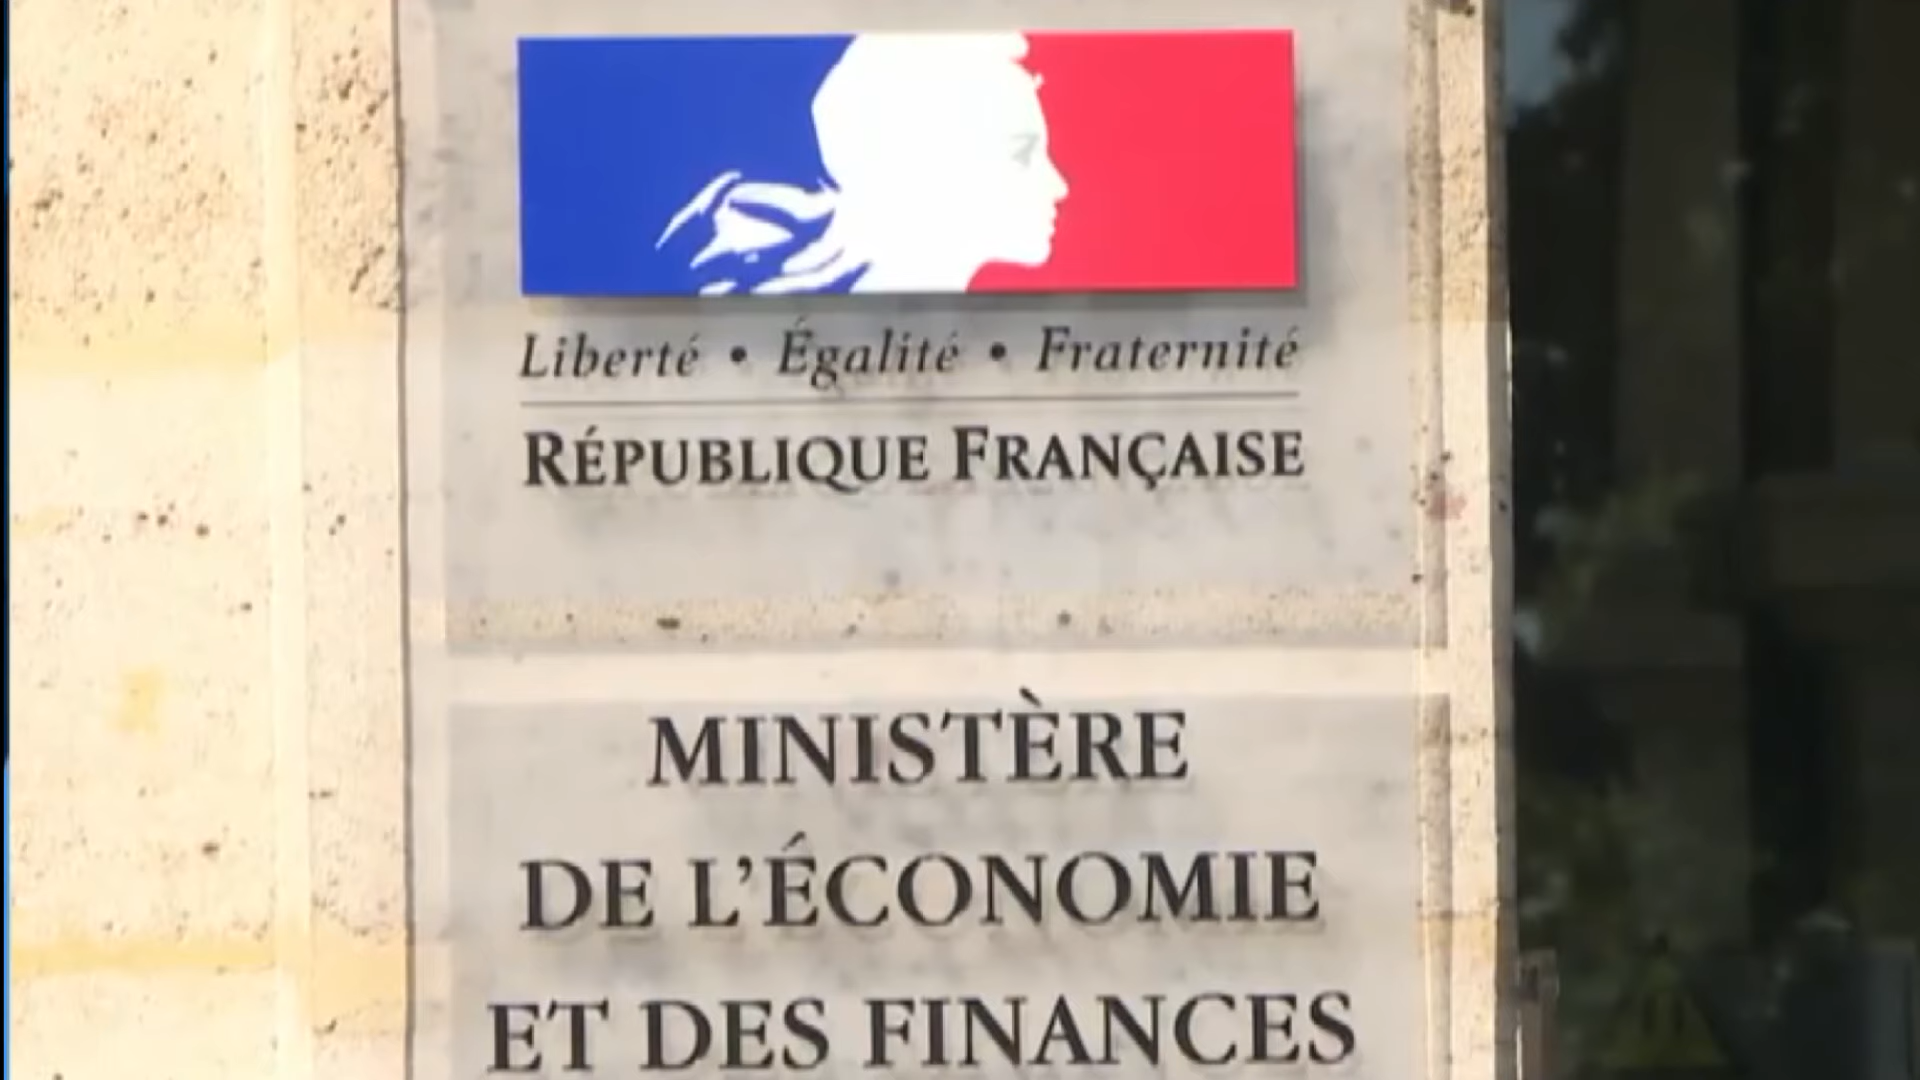 Liberté • Égalité • Fraternité
RÉPUBLIQUE FRANÇAISE
MINISTÈRE
DE L'ÉCONOMIE
ET DES FINANCES